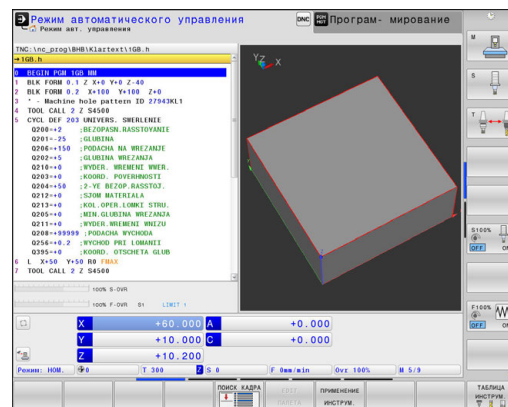 Режим автоматического управления
Режим авт. управления
DNC
Програм- мирование
TNC: \nc_prog\BHB\Klartext\1GB.h
→1GB.h
0 BEGIN PGM 1GB MM
1 BLK FORM 0.1 Z X+0 Y+0 Z-40
2 BLK FORM 0.2 X+100 Y+100 Z+0
3 * - Machine hole pattern ID 27943KL1
4 TOOL CALL 2 Z S4500
5 CYCL DEF 203 UNIVERS. SWERLENIE
Q200=+2 ;BEZOPASN.RASSTOYANIE
Q201=-25 ;GLUBINA
Q206=+150 ;PODACHA NA WREZANJE
Q202=+5 ;GLUBINA WREZANJA
Q210=+0 ;WYDER. WREMENI WWER.
Q203=+0 ;KOORD. POVERHNOSTI
Q204=+50 ;2-YE BEZOP.RASSTOJ.
Q212=+0 ;SJOM MATERIALA
Q213=+0 ;KOL.OPER.LOMKI STRU.
Q205=+0 ;MIN.GLUBINA WREZANJA
Q211=+0 ;WYDER.WREMENI WNIZU
Q208=+99999 ;PODACHA WYCHODA
Q256=+0.2 ;WYCHOD PRI LOMANII
Q395=+0 ;KOORD. OTSCHETA GLUB
6 L X+50 Y+50 R0 FMAX
7 TOOL CALL 2 Z S4500
100% S-OVR
100% F-OVR S1 LIMIT 1
Y Z
X
X +60.000 A +0.000
Y +10.000 C +0.000
Z +10.200
Режим: НОМ. 0 T 300 Z S 0 F 0mm/min Ovr 100% M 5/9
M
S
T
S100%
OFF ON
F100%
OFF ON
ПОИСК КАДРА
ПАЛЕТА
ПРИМЕНЕНИЕ
ИНСТРУМ.
ТАБЛИЦА
ИНСТРУМ.